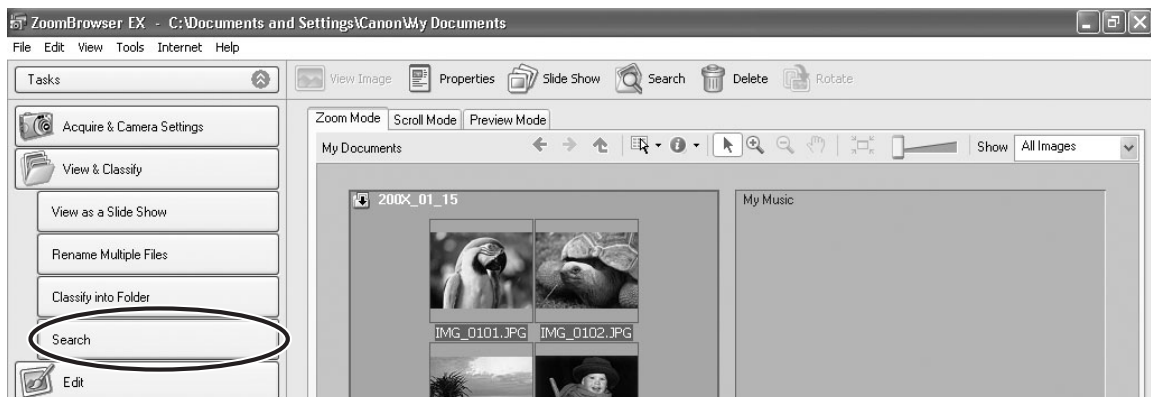 ZoomBrowser EX - C:\Documents and Settings\Canon\My Documents
File Edit View Tools Internet Help
Tasks
View Image Properties Slide Show Search Delete Rotate
Acquire & Camera Settings
Zoom Mode Scroll Mode Preview Mode
My Documents Show All Images
View & Classify
200X_01_15 My Music
View as a Slide Show
Rename Multiple Files
Classify into Folder
Search
IMG_0101.JPG IMG_0102.JPG
Edit